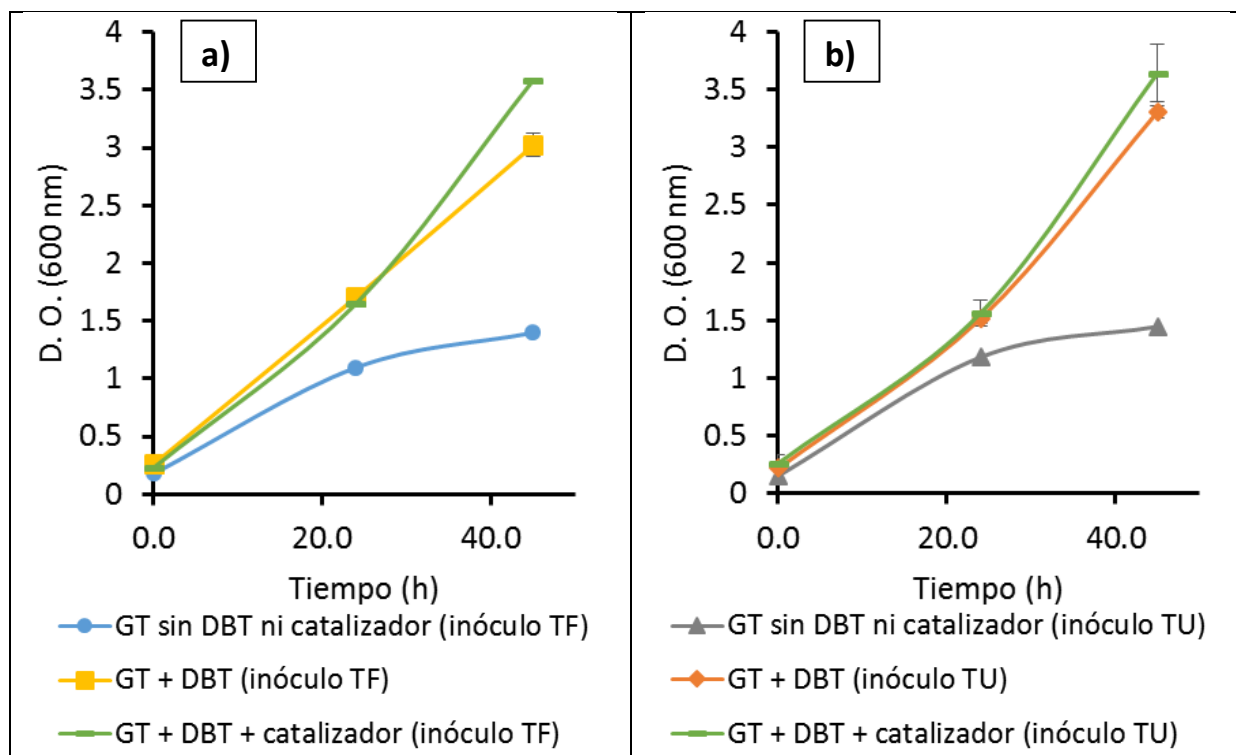 a)
D. O. (600 nm)
4
3.5
3
2.5
2
1.5
1
0.5
0
0.0 20.0 40.0
Tiempo (h)
GT sin DBT ni catalizador (inóculo TF)
GT + DBT (inóculo TF)
GT + DBT + catalizador (inóculo TF)
b)
D. O. (600 nm)
4
3.5
3
2.5
2
1.5
1
0.5
0
0.0 20.0 40.0
Tiempo (h)
GT sin DBT ni catalizador (inóculo TU)
GT + DBT (inóculo TU)
GT + DBT + catalizador (inóculo TU)